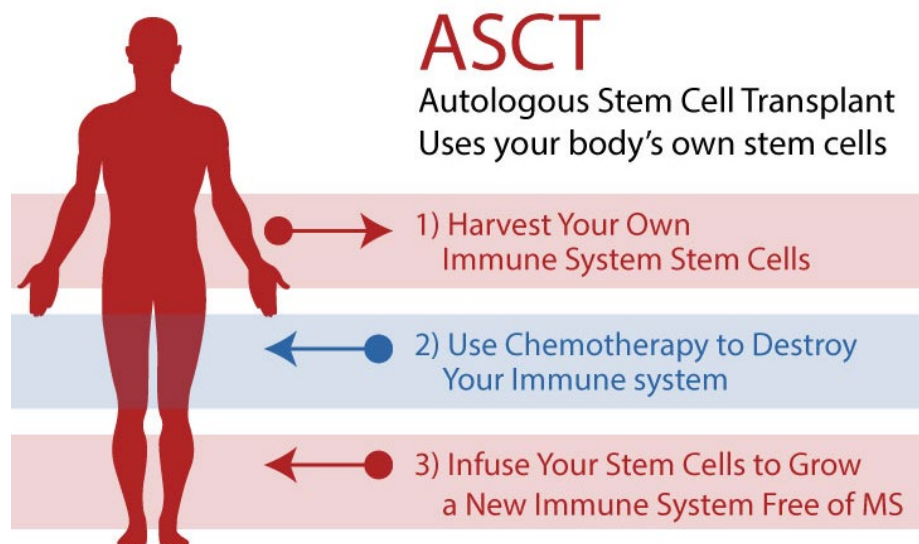 ASCT
Autologous Stem Cell Transplant
Uses your body's own stem cells
1) Harvest Your Own
Immune System Stem Cells
2) Use Chemotherapy to Destroy
Your Immune system
3) Infuse Your Stem Cells to Grow
a New Immune System Free of MS